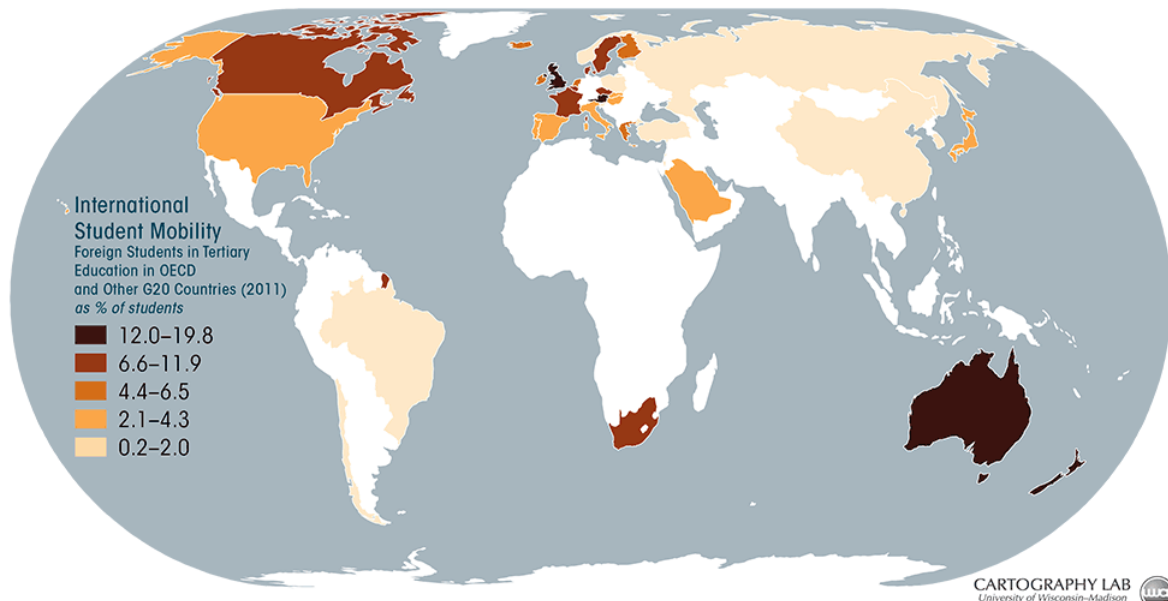 International
Student Mobility
Foreign Students in Tertiary
Education in OECD
and Other G20 Countries (2011)
as % of students
12.0–19.8
6.6–11.9
4.4–6.5
2.1–4.3
0.2–2.0
CARTOGRAPHY LAB
University of Wisconsin–Madison